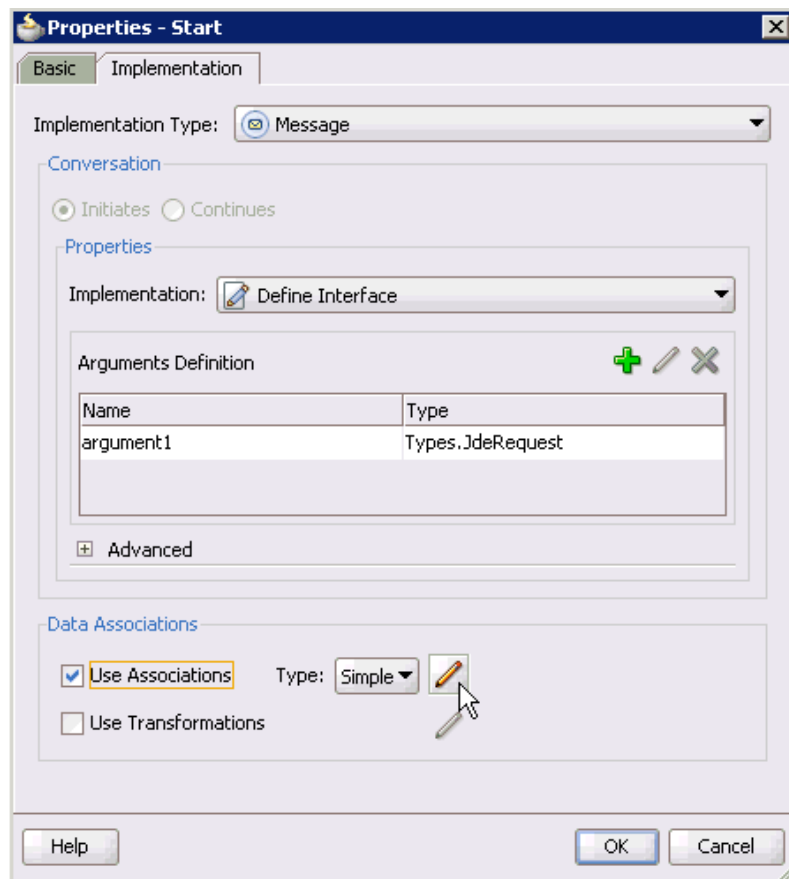 Properties - Start
Basic Implementation
Implementation Type: Message
Conversation
Initiates Continues
Properties
Implementation: Define Interface
Arguments Definition
Name Type
argument1 Types.JdeRequest
Advanced
Data Associations
Use Associations Type: Simple
Use Transformations
Help OK Cancel